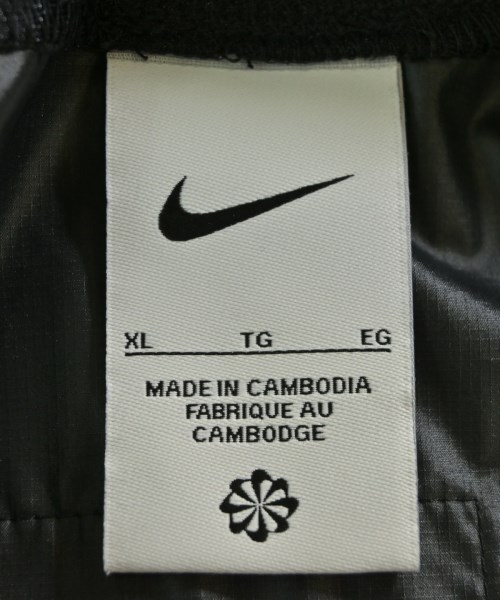 XL TG EG
MADE IN CAMBODIA
FABRIQUE AU
CAMBODGE